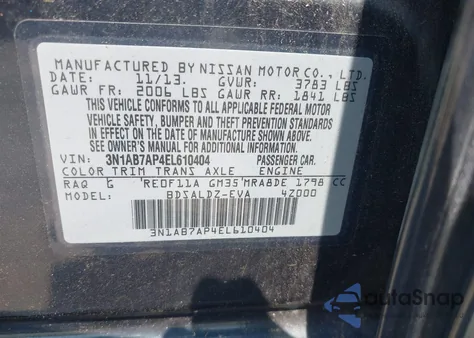 MANUFACTURED BY NISSAN MOTOR CO., LTD.
DATE: 11/13. GVWR: 3783 LBS
GAWR FR: 2006 LBS GAWR RR: 1841 LBS
THIS VEHICLE CONFORMS TO ALL APPLICABLE FEDERAL MOTOR
VEHICLE SAFETY, BUMPER AND THEFT PREVENTION STANDARDS
IN EFFECT ON THE DATE OF MANUFACTURE SHOWN ABOVE.
SEE OWNER'S MANUAL FOR ADDITIONAL INFORMATION.
VIN: 3N1AB7AP4EL610404 PASSENGER CAR.
COLOR TRIM TRANS AXLE ENGINE
RAQ G RE0F11A GH35 MRA8DE 1798 CC
MODEL: BDSALDZ-EVA 4Z000
3N1AB7AP4EL610404
autoSnap